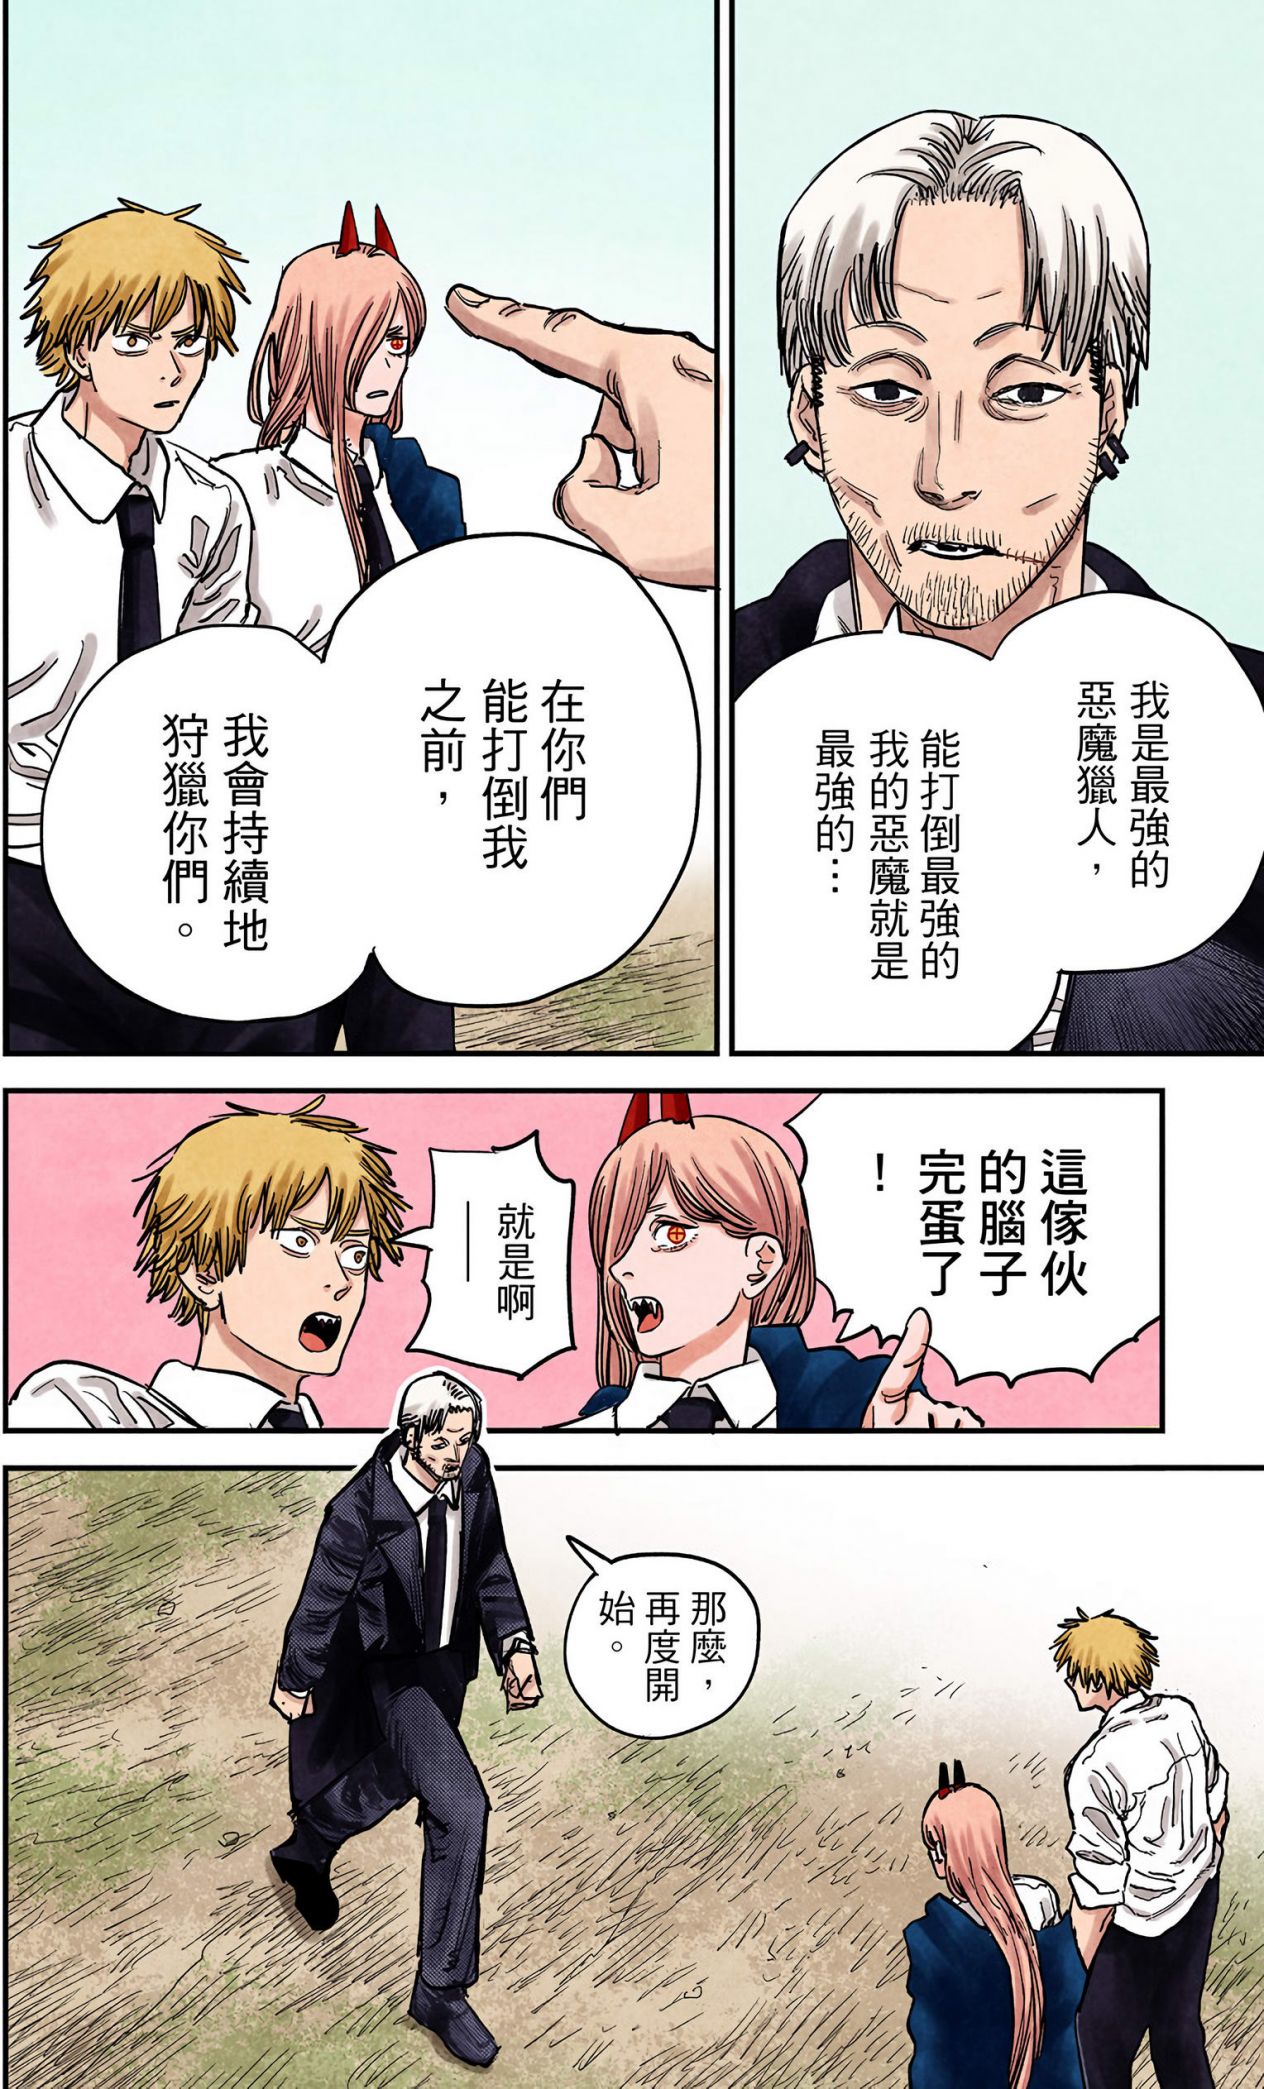 我是最強的
惡魔獵人，
能打倒最強的
我的惡魔就是
最強的…
在你們
能打倒我
之前，
我會持續地
狩獵你們。
這傢伙
的腦子
完蛋了
！
就是啊
——
那麼，
再度開
始。